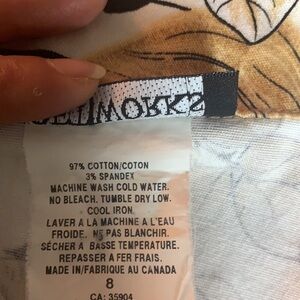 97% COTTON/COTON
3% SPANDEX
MACHINE WASH COLD WATER.
NO BLEACH. TUMBLE DRY LOW.
COOL IRON.
LAVER A LA MACHINE A L'EAU
FROIDE. NE PAS BLANCHIR.
SÉCHER A BASSE TEMPERATURE.
REPASSER A FER FRAIS.
MADE IN/FABRIQUE AU CANADA
8
CA: 35904